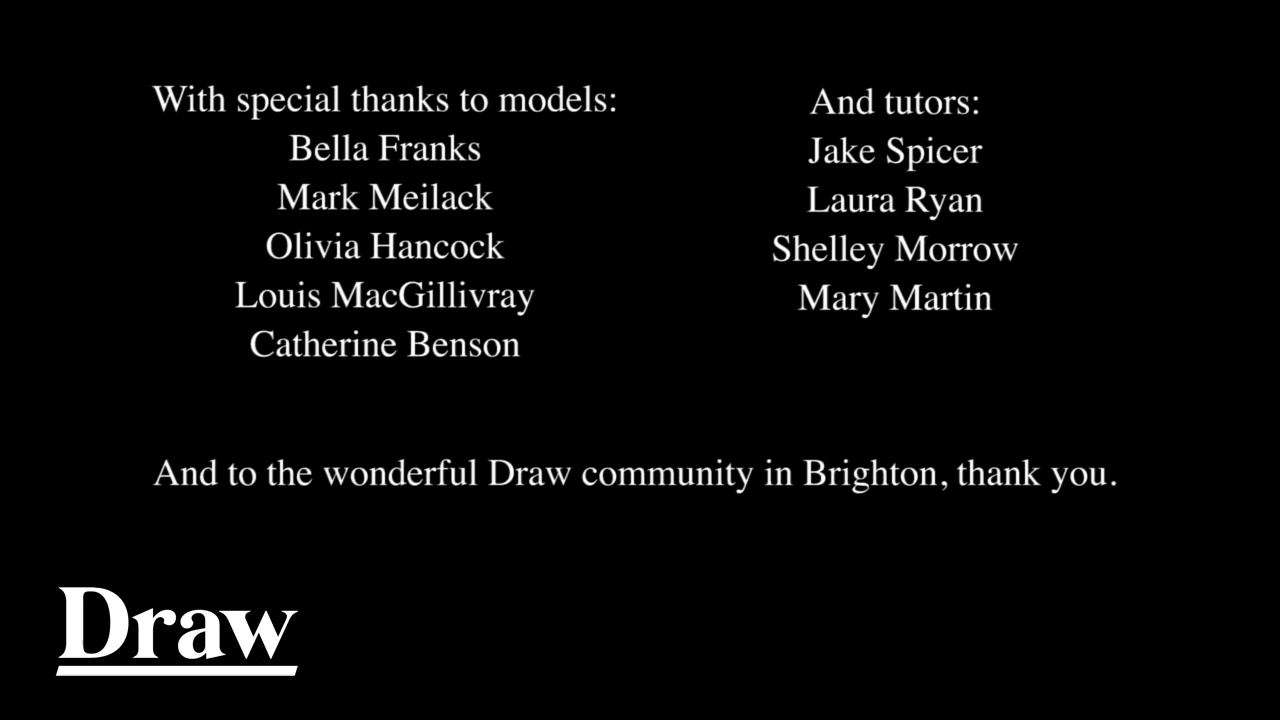 With special thanks to models:
Bella Franks
Mark Meilack
Olivia Hancock
Louis MacGillivray
Catherine Benson
And tutors:
Jake Spicer
Laura Ryan
Shelley Morrow
Mary Martin
And to the wonderful Draw community in Brighton, thank you.
Draw